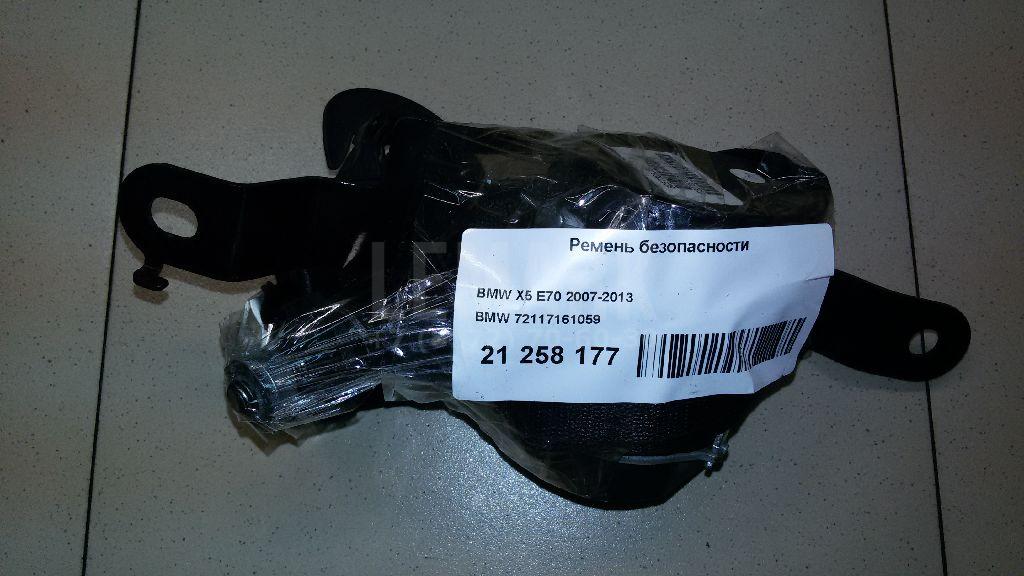 Ремень безопасности
BMW X5 E70 2007-2013
BMW 72117161059
21 258 177